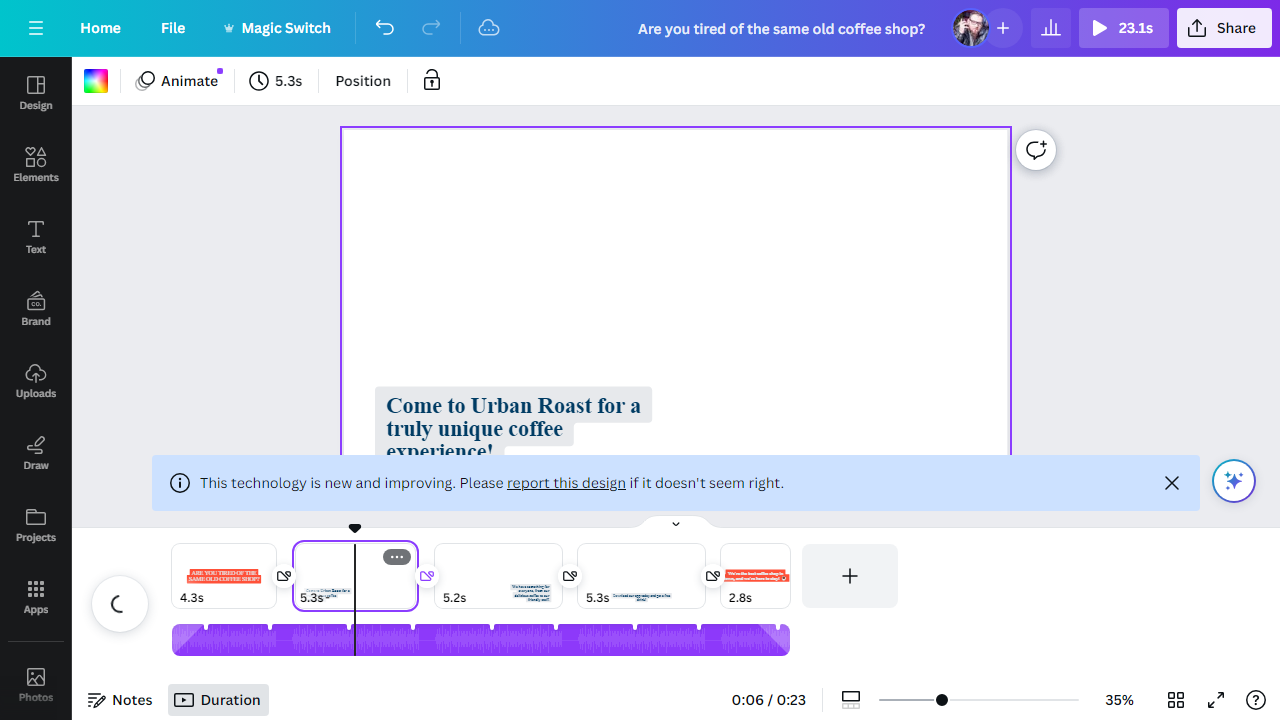 Home
File
Magic Switch
Are you tired of the same old coffee shop?
23.1s
Share
Design
Elements
Text
Brand
CO.
Uploads
Draw
Projects
Apps
Photos
Animate
5.3s
Position
Come to Urban Roast for a
truly unique coffee
experience!
This technology is new and improving. Please report this design if it doesn't seem right.
ARE YOU TIRED OF THE
SAME OLD COFFEE SHOP?
4.3s
5.3s
5.2s
5.3s
2.8s
Notes
Duration
0:06 / 0:23
35%